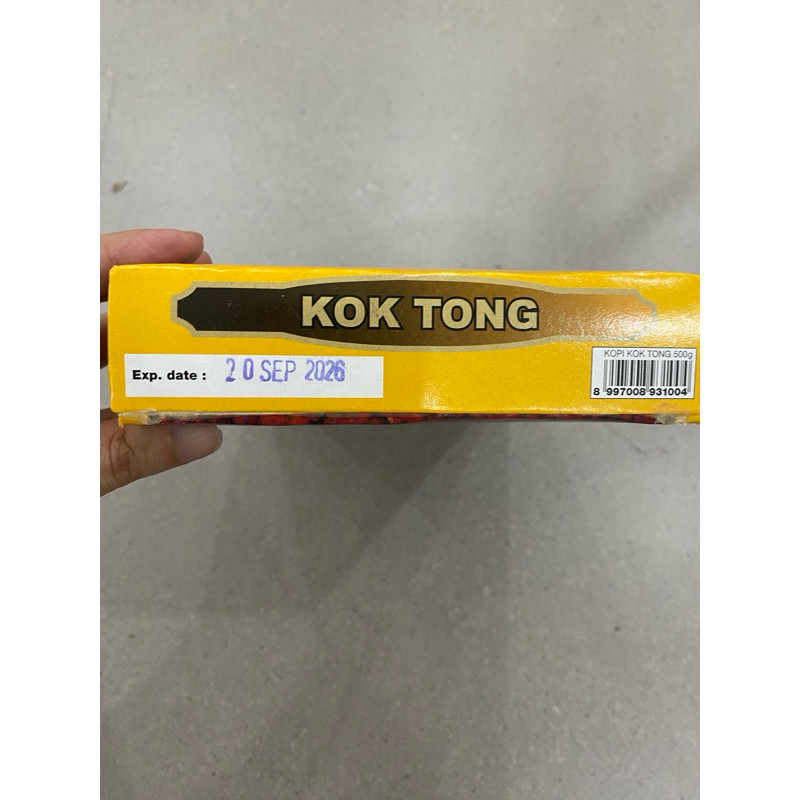 KOK TONG
Exp. date : 20 SEP 2026
KOPI KOK TONG 500g
8 997008 931004